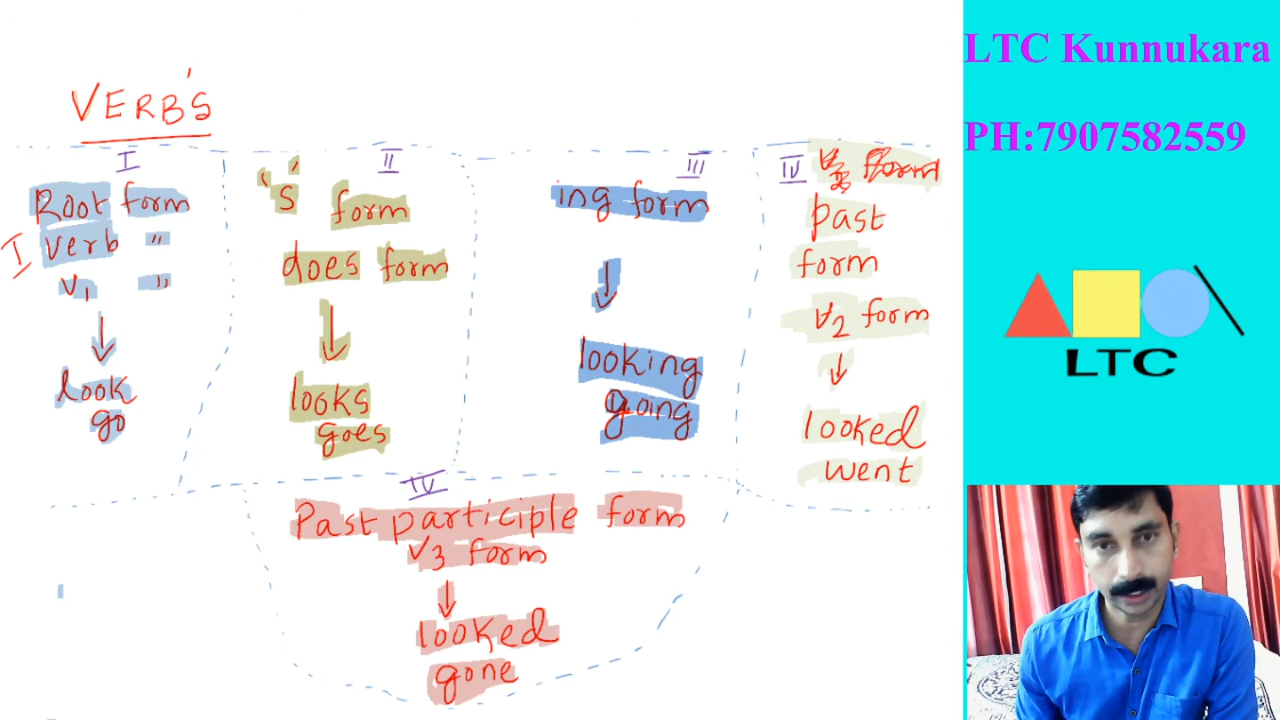 VERB'S
I
Root form
I verb "
V1 "
look
go
II
's' form
does form
looks
goes
III
ing form
looking
going
IV
past
form
V2 form
looked
went
IV
Past participle form
V3 form
looked
gone
LTC Kunnukara
PH:7907582559
LTC